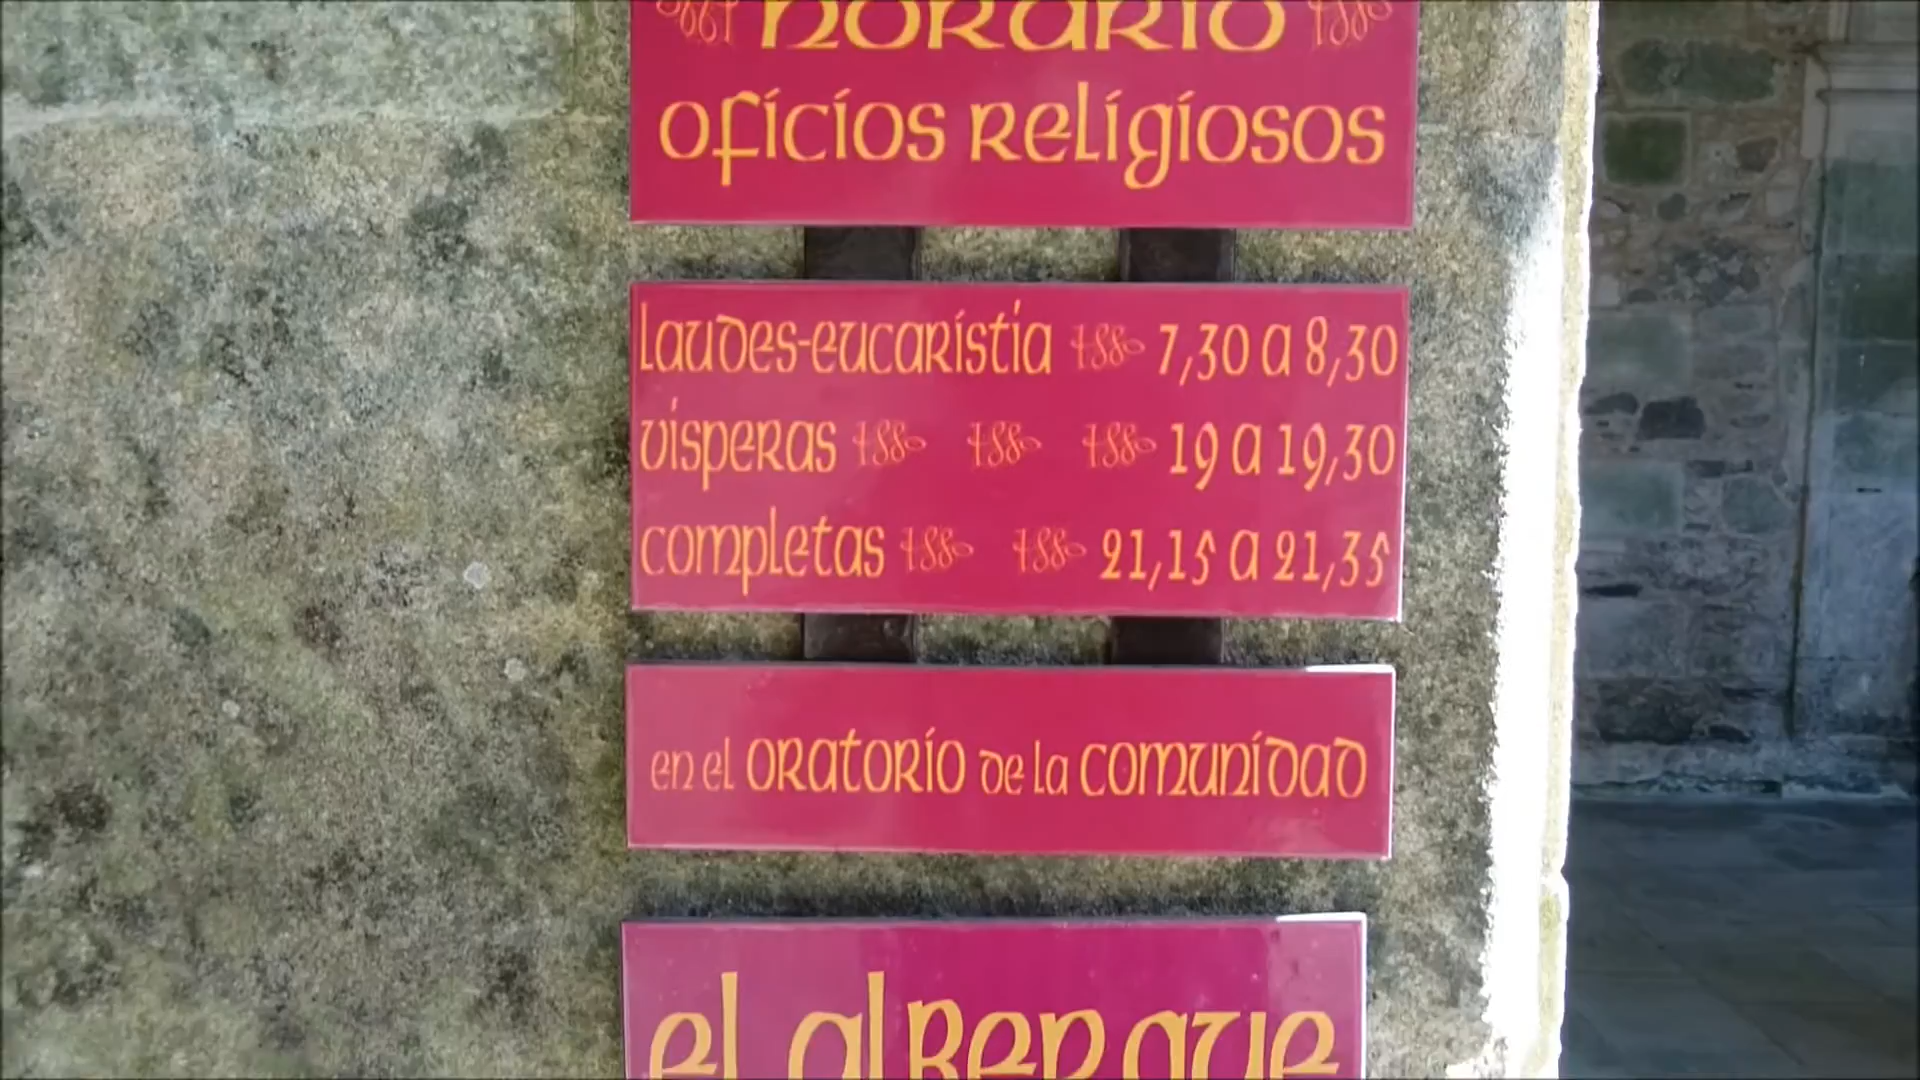 horario
oficios religiosos
laudes-eucaristia 7,30 a 8,30
vísperas 19 a 19,30
completas 21,15 a 21,35
en el oratorio de la comunidad
el albergue